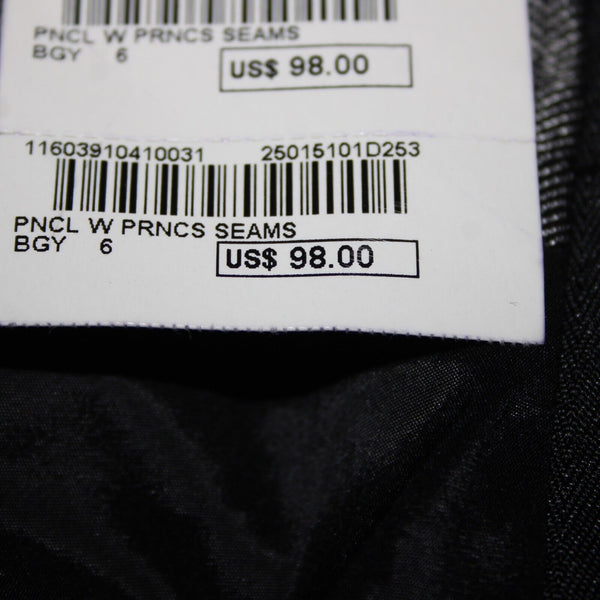 PNCL W PRNCS SEAMS
BGY 6
US$ 98.00
11603910410031 25015101D253
PNCL W PRNCS SEAMS
BGY 6
US$ 98.00